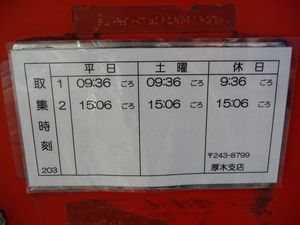 平日 土曜 休日
取集時刻
1 09:36 ごろ 09:36 ごろ 9:36 ごろ
2 15:06 ごろ 15:06 ごろ 15:06 ごろ
〒243-8799
203 厚木支店